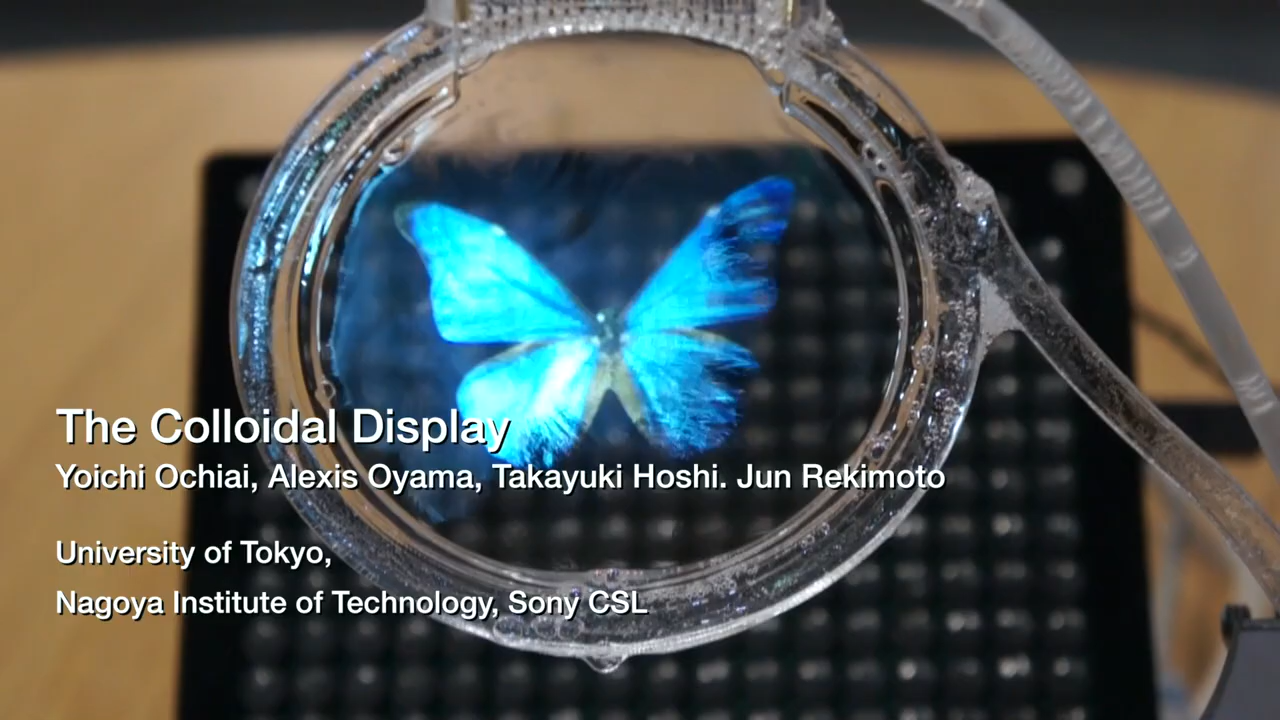 The Colloidal Display
Yoichi Ochiai, Alexis Oyama, Takayuki Hoshi. Jun Rekimoto
University of Tokyo,
Nagoya Institute of Technology, Sony CSL